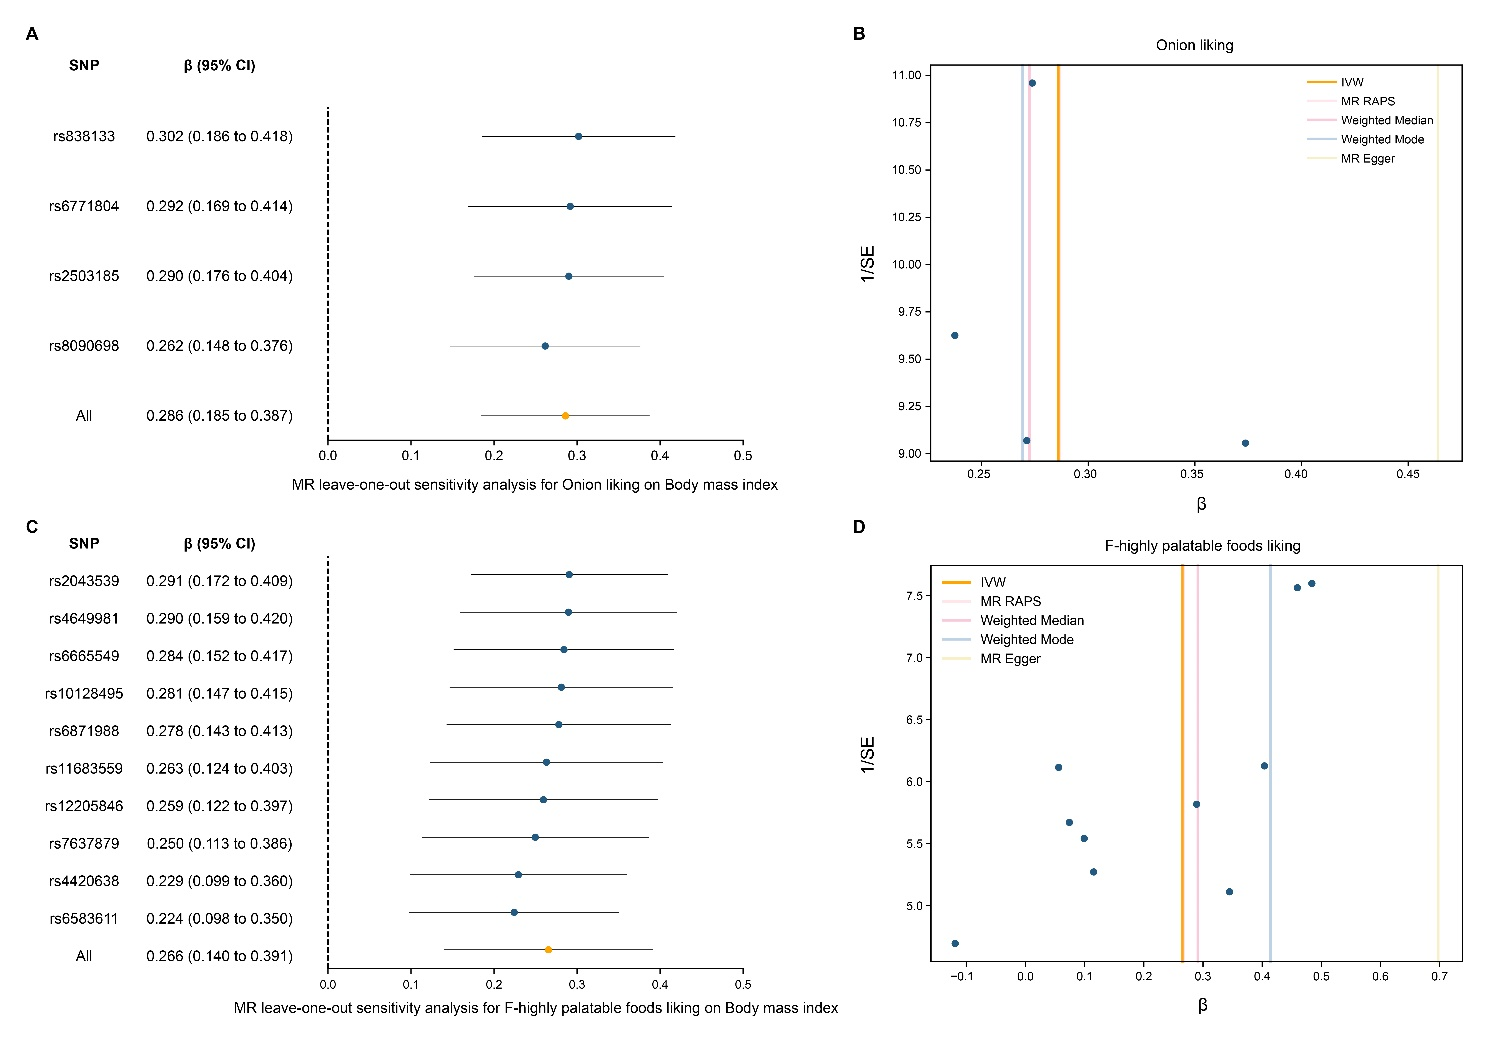 A
SNP β (95% CI)
rs838133 0.302 (0.186 to 0.418)
rs6771804 0.292 (0.169 to 0.414)
rs2503185 0.290 (0.176 to 0.404)
rs8090698 0.262 (0.148 to 0.376)
All 0.286 (0.185 to 0.387)
0.0 0.1 0.2 0.3 0.4 0.5
MR leave-one-out sensitivity analysis for Onion liking on Body mass index
B
Onion liking
11.00
10.75
10.50
10.25
10.00
9.75
9.50
9.25
9.00
1/SE
IVW
MR RAPS
Weighted Median
Weighted Mode
MR Egger
0.25 0.30 0.35 0.40 0.45
β
C
SNP β (95% CI)
rs2043539 0.291 (0.172 to 0.409)
rs4649981 0.290 (0.159 to 0.420)
rs6665549 0.284 (0.152 to 0.417)
rs10128495 0.281 (0.147 to 0.415)
rs6871988 0.278 (0.143 to 0.413)
rs11683559 0.263 (0.124 to 0.403)
rs12205846 0.259 (0.122 to 0.397)
rs7637879 0.250 (0.113 to 0.386)
rs4420638 0.229 (0.099 to 0.360)
rs6583611 0.224 (0.098 to 0.350)
All 0.266 (0.140 to 0.391)
0.0 0.1 0.2 0.3 0.4 0.5
MR leave-one-out sensitivity analysis for F-highly palatable foods liking on Body mass index
D
F-highly palatable foods liking
7.5
7.0
6.5
6.0
5.5
5.0
1/SE
IVW
MR RAPS
Weighted Median
Weighted Mode
MR Egger
−0.1 0.0 0.1 0.2 0.3 0.4 0.5 0.6 0.7
β